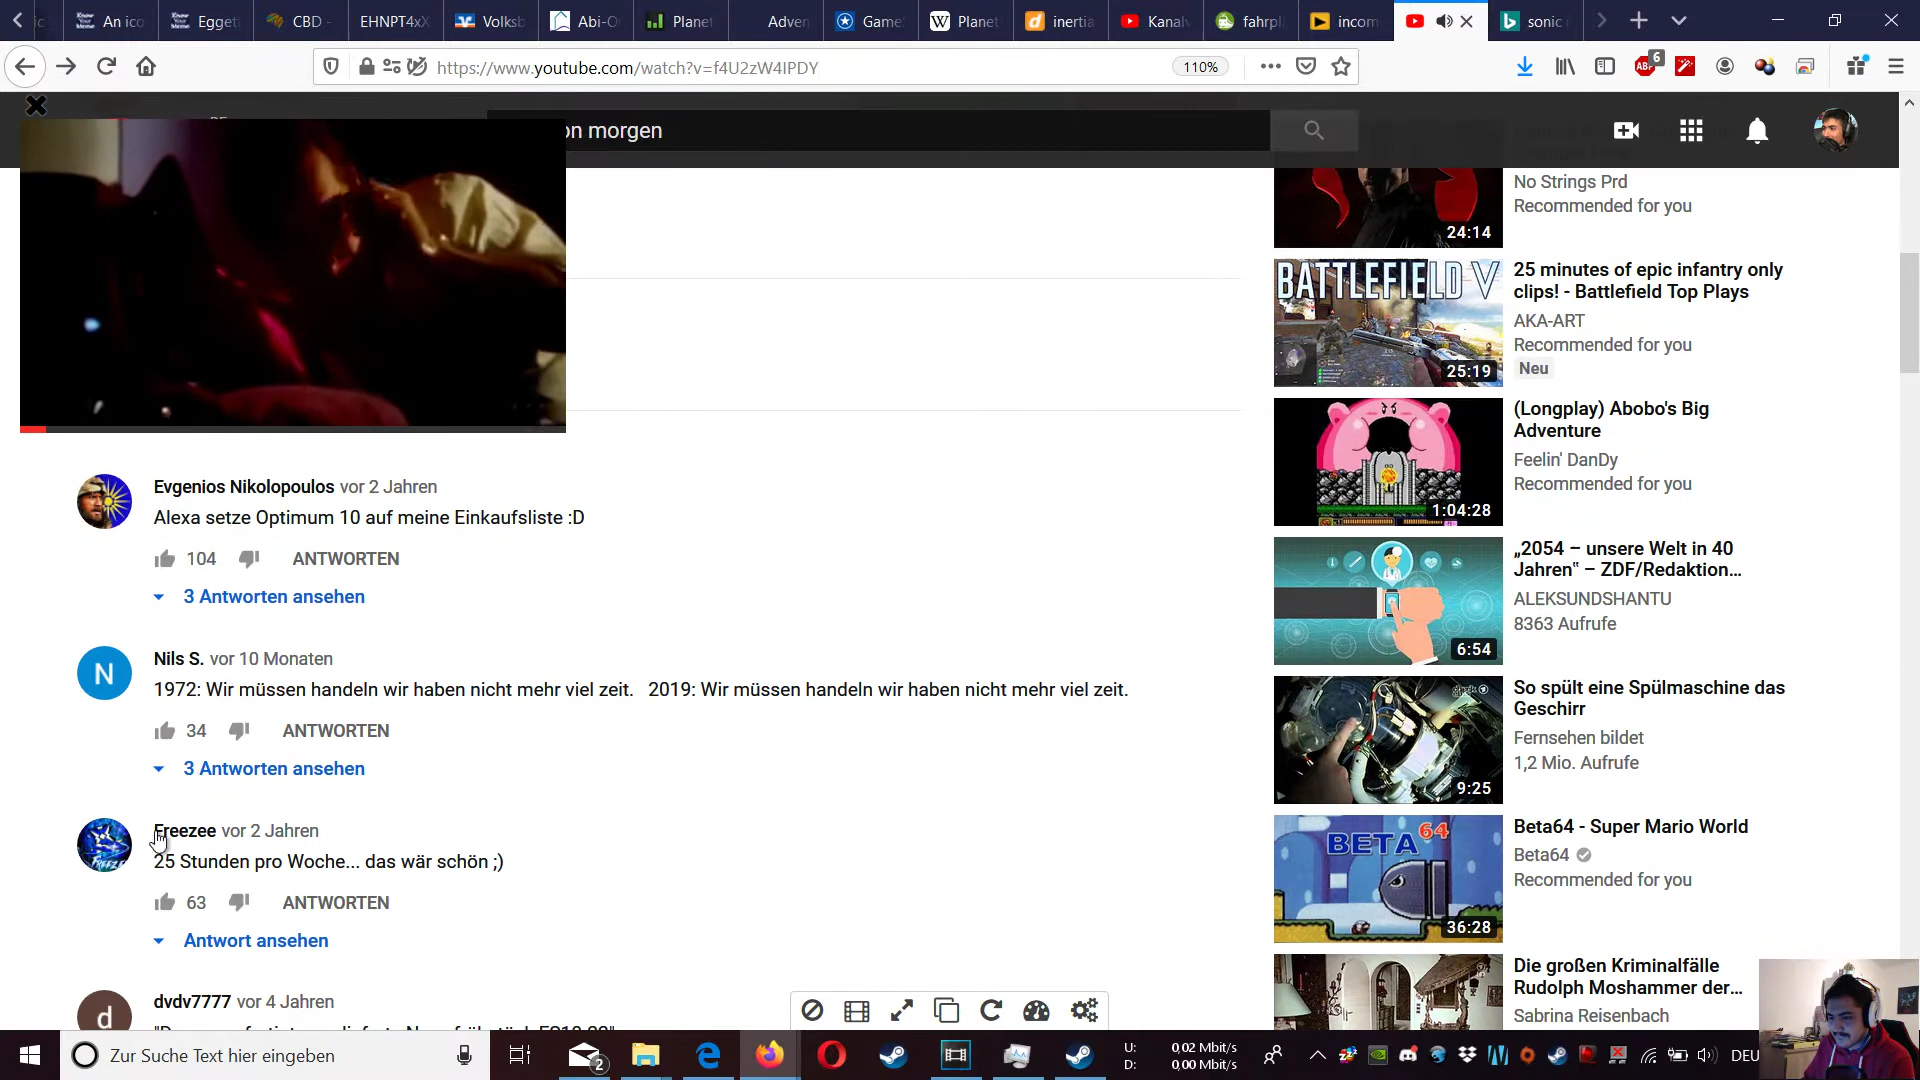 An ico
Eggett
CBD -
EHNPT4xX
Volksb
Abi-O
Planet
Adven
Game
Planet
inertia
Kanal
fahrpl
incom
sonic
https://www.youtube.com/watch?v=f4U2zW4IPDY
110%
6
on morgen
No Strings Prd
Recommended for you
24:14
BATTLEFIELD V
25:19
25 minutes of epic infantry only
clips! - Battlefield Top Plays
AKA-ART
Recommended for you
Neu
1:04:28
(Longplay) Abobo's Big
Adventure
Feelin' DanDy
Recommended for you
6:54
„2054 – unsere Welt in 40
Jahren“ – ZDF/Redaktion...
ALEKSUNDSHANTU
8363 Aufrufe
9:25
So spült eine Spülmaschine das
Geschirr
Fernsehen bildet
1,2 Mio. Aufrufe
BETA 64
36:28
Beta64 - Super Mario World
Beta64
Recommended for you
Die großen Kriminalfälle
Rudolph Moshammer der...
Sabrina Reisenbach
Evgenios Nikolopoulos vor 2 Jahren
Alexa setze Optimum 10 auf meine Einkaufsliste :D
104 ANTWORTEN
3 Antworten ansehen
N
Nils S. vor 10 Monaten
1972: Wir müssen handeln wir haben nicht mehr viel zeit. 2019: Wir müssen handeln wir haben nicht mehr viel zeit.
34 ANTWORTEN
3 Antworten ansehen
Freezee vor 2 Jahren
25 Stunden pro Woche... das wär schön ;)
63 ANTWORTEN
Antwort ansehen
d
dvdv7777 vor 4 Jahren
Zur Suche Text hier eingeben
2
U: 0,02 Mbit/s
D: 0,00 Mbit/s
DEU